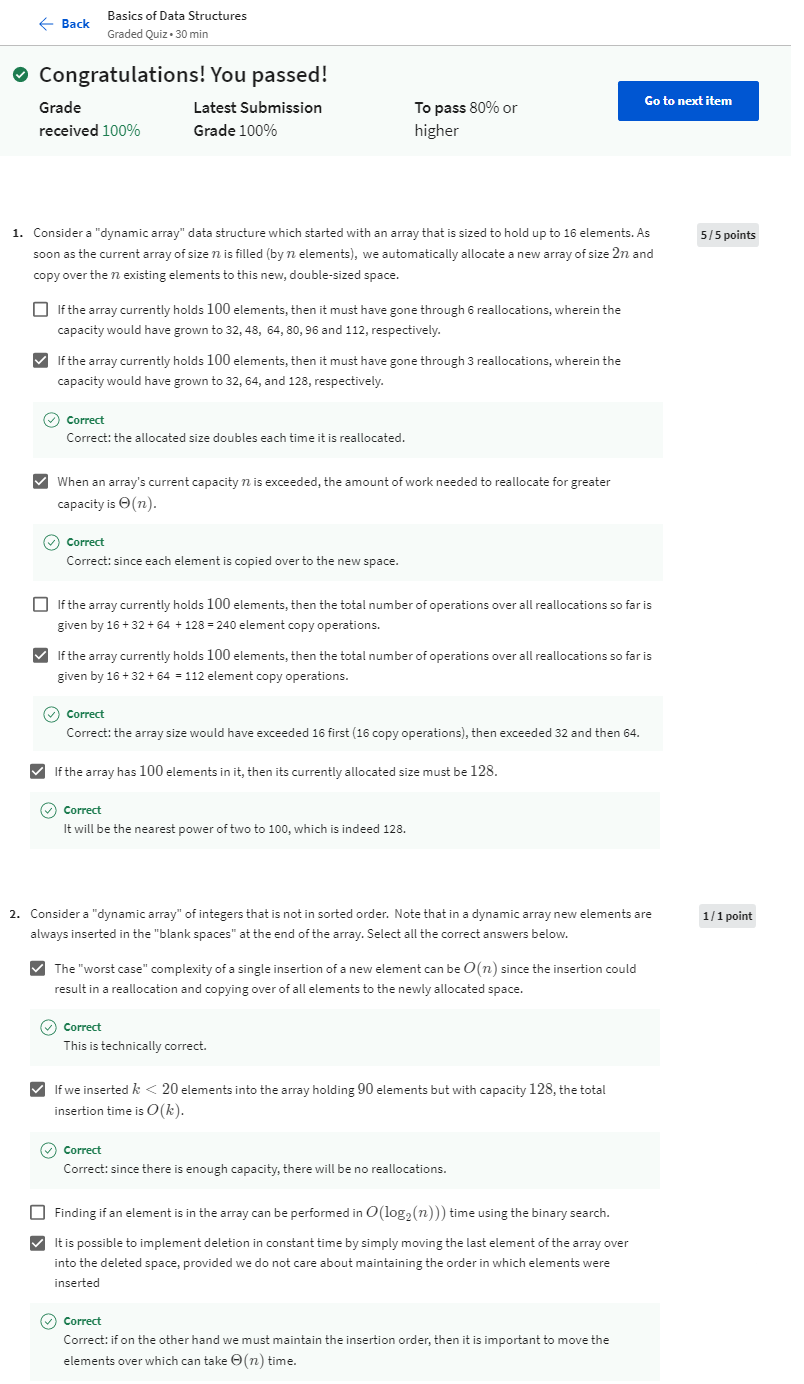 Back
Basics of Data Structures
Graded Quiz • 30 min
Congratulations! You passed!
Grade
received 100%
Latest Submission
Grade 100%
To pass 80% or
higher
Go to next item
1. Consider a "dynamic array" data structure which started with an array that is sized to hold up to 16 elements. As
soon as the current array of size n is filled (by n elements), we automatically allocate a new array of size 2n and
copy over the n existing elements to this new, double-sized space.
5 / 5 points
If the array currently holds 100 elements, then it must have gone through 6 reallocations, wherein the
capacity would have grown to 32, 48, 64, 80, 96 and 112, respectively.
If the array currently holds 100 elements, then it must have gone through 3 reallocations, wherein the
capacity would have grown to 32, 64, and 128, respectively.
Correct
Correct: the allocated size doubles each time it is reallocated.
When an array's current capacity n is exceeded, the amount of work needed to reallocate for greater
capacity is Θ(n).
Correct
Correct: since each element is copied over to the new space.
If the array currently holds 100 elements, then the total number of operations over all reallocations so far is
given by 16 + 32 + 64 + 128 = 240 element copy operations.
If the array currently holds 100 elements, then the total number of operations over all reallocations so far is
given by 16 + 32 + 64 = 112 element copy operations.
Correct
Correct: the array size would have exceeded 16 first (16 copy operations), then exceeded 32 and then 64.
If the array has 100 elements in it, then its currently allocated size must be 128.
Correct
It will be the nearest power of two to 100, which is indeed 128.
2. Consider a "dynamic array" of integers that is not in sorted order. Note that in a dynamic array new elements are
always inserted in the "blank spaces" at the end of the array. Select all the correct answers below.
1 / 1 point
The "worst case" complexity of a single insertion of a new element can be O(n) since the insertion could
result in a reallocation and copying over of all elements to the newly allocated space.
Correct
This is technically correct.
If we inserted k < 20 elements into the array holding 90 elements but with capacity 128, the total
insertion time is O(k).
Correct
Correct: since there is enough capacity, there will be no reallocations.
Finding if an element is in the array can be performed in O(log₂(n))) time using the binary search.
It is possible to implement deletion in constant time by simply moving the last element of the array over
into the deleted space, provided we do not care about maintaining the order in which elements were
inserted
Correct
Correct: if on the other hand we must maintain the insertion order, then it is important to move the
elements over which can take Θ(n) time.